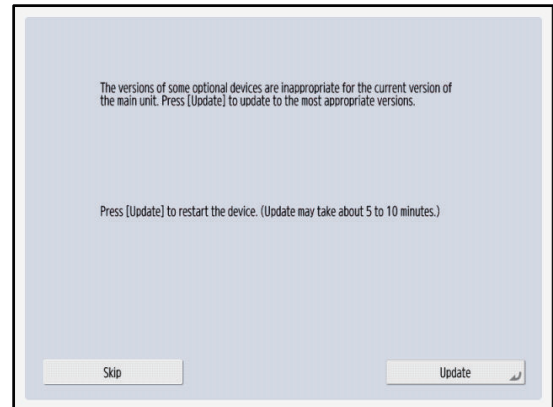 The versions of some optional devices are inappropriate for the current version of
the main unit. Press [Update] to update to the most appropriate versions.
Press [Update] to restart the device. (Update may take about 5 to 10 minutes.)
Skip
Update